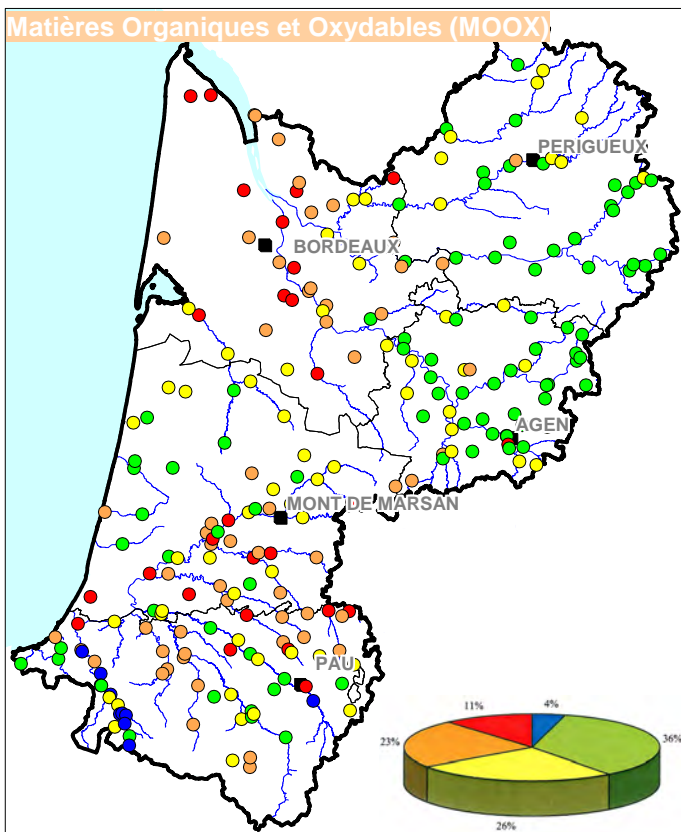 Matières Organiques et Oxydables (MOOX)
PERIGUEUX
BORDEAUX
AGEN
MONT DE MARSAN
PAU
11%
4%
23%
36%
26%